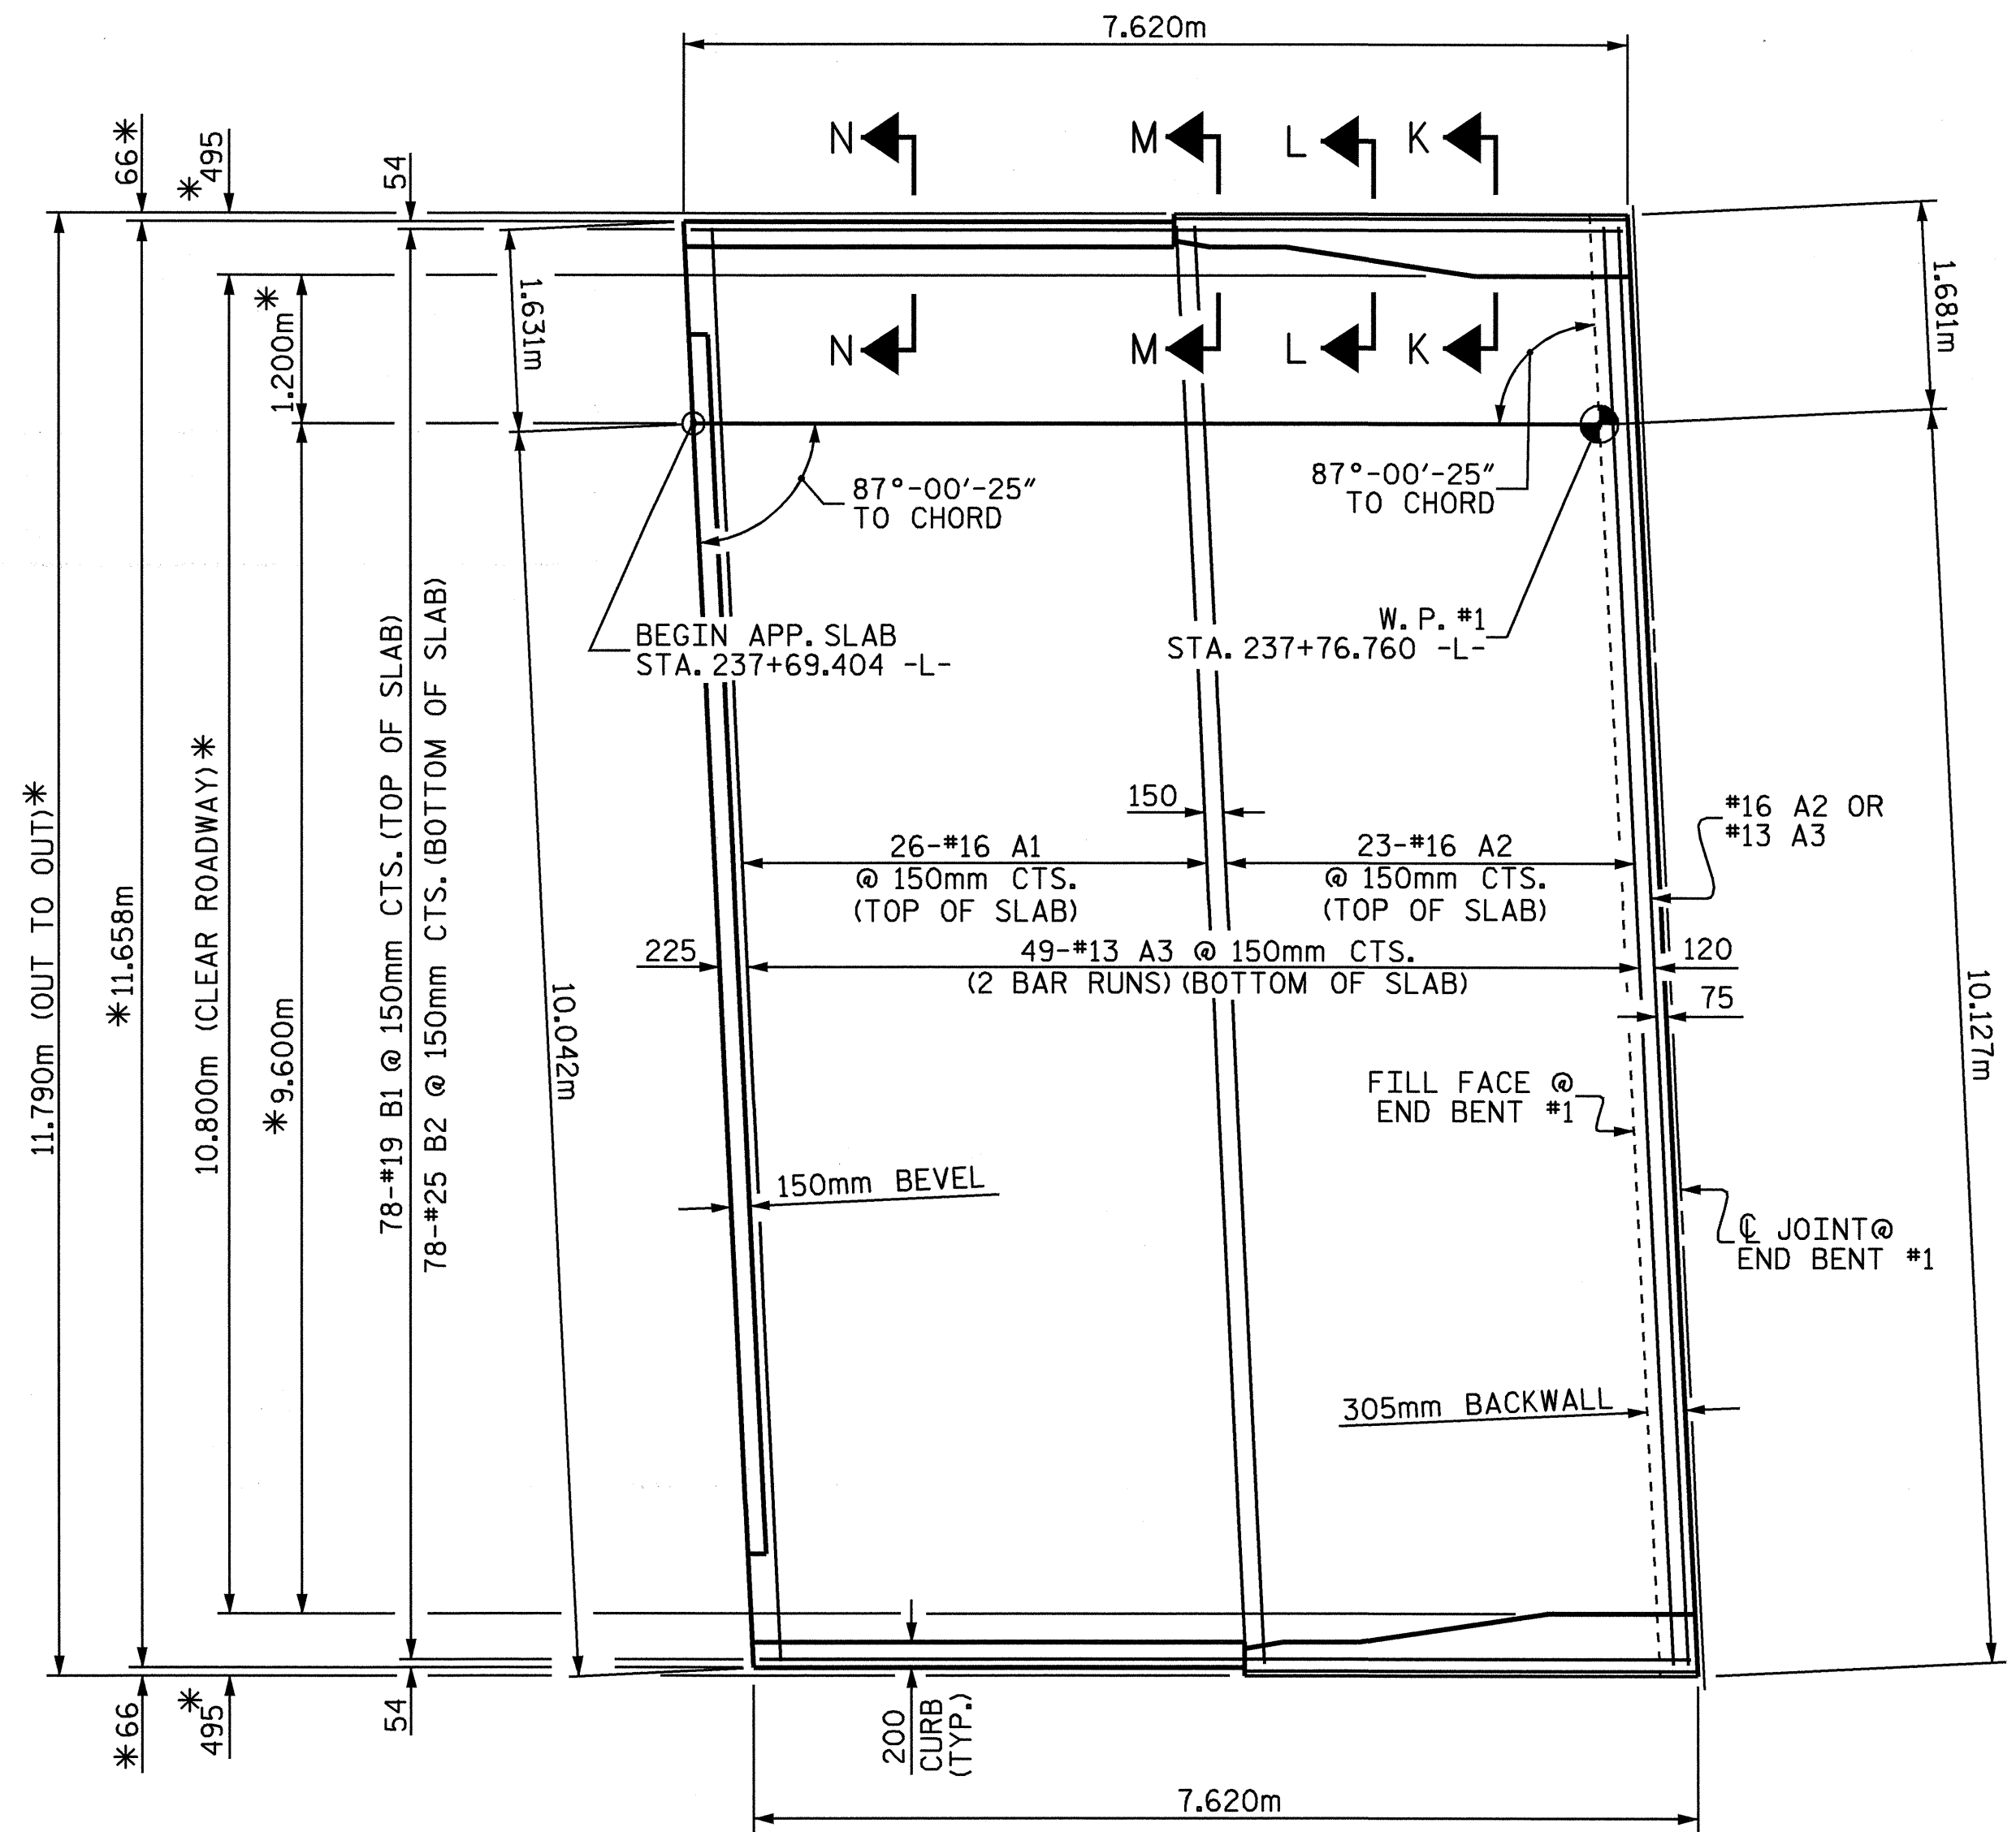 7.620m
N M L K
66*
*495
54
1.631m
1.681m
1.200m*
N M L K
87°-00'-25"
TO CHORD
87°-00'-25"
TO CHORD
BEGIN APP. SLAB
STA. 237+69.404 -L-
W. P. #1
STA. 237+76.760 -L-
11.790m (OUT TO OUT)*
*11.658m
10.800m (CLEAR ROADWAY)*
*9.600m
78-#19 B1 @ 150mm CTS. (TOP OF SLAB)
78-#25 B2 @ 150mm CTS. (BOTTOM OF SLAB)
10.042m
150
26-#16 A1
@ 150mm CTS.
(TOP OF SLAB)
23-#16 A2
@ 150mm CTS.
(TOP OF SLAB)
#16 A2 OR
#13 A3
225
49-#13 A3 @ 150mm CTS.
(2 BAR RUNS) (BOTTOM OF SLAB)
120
75
10.127m
FILL FACE @
END BENT #1
150mm BEVEL
℄ JOINT @
END BENT #1
305mm BACKWALL
*66
*495
54
200
CURB
(TYP.)
7.620m